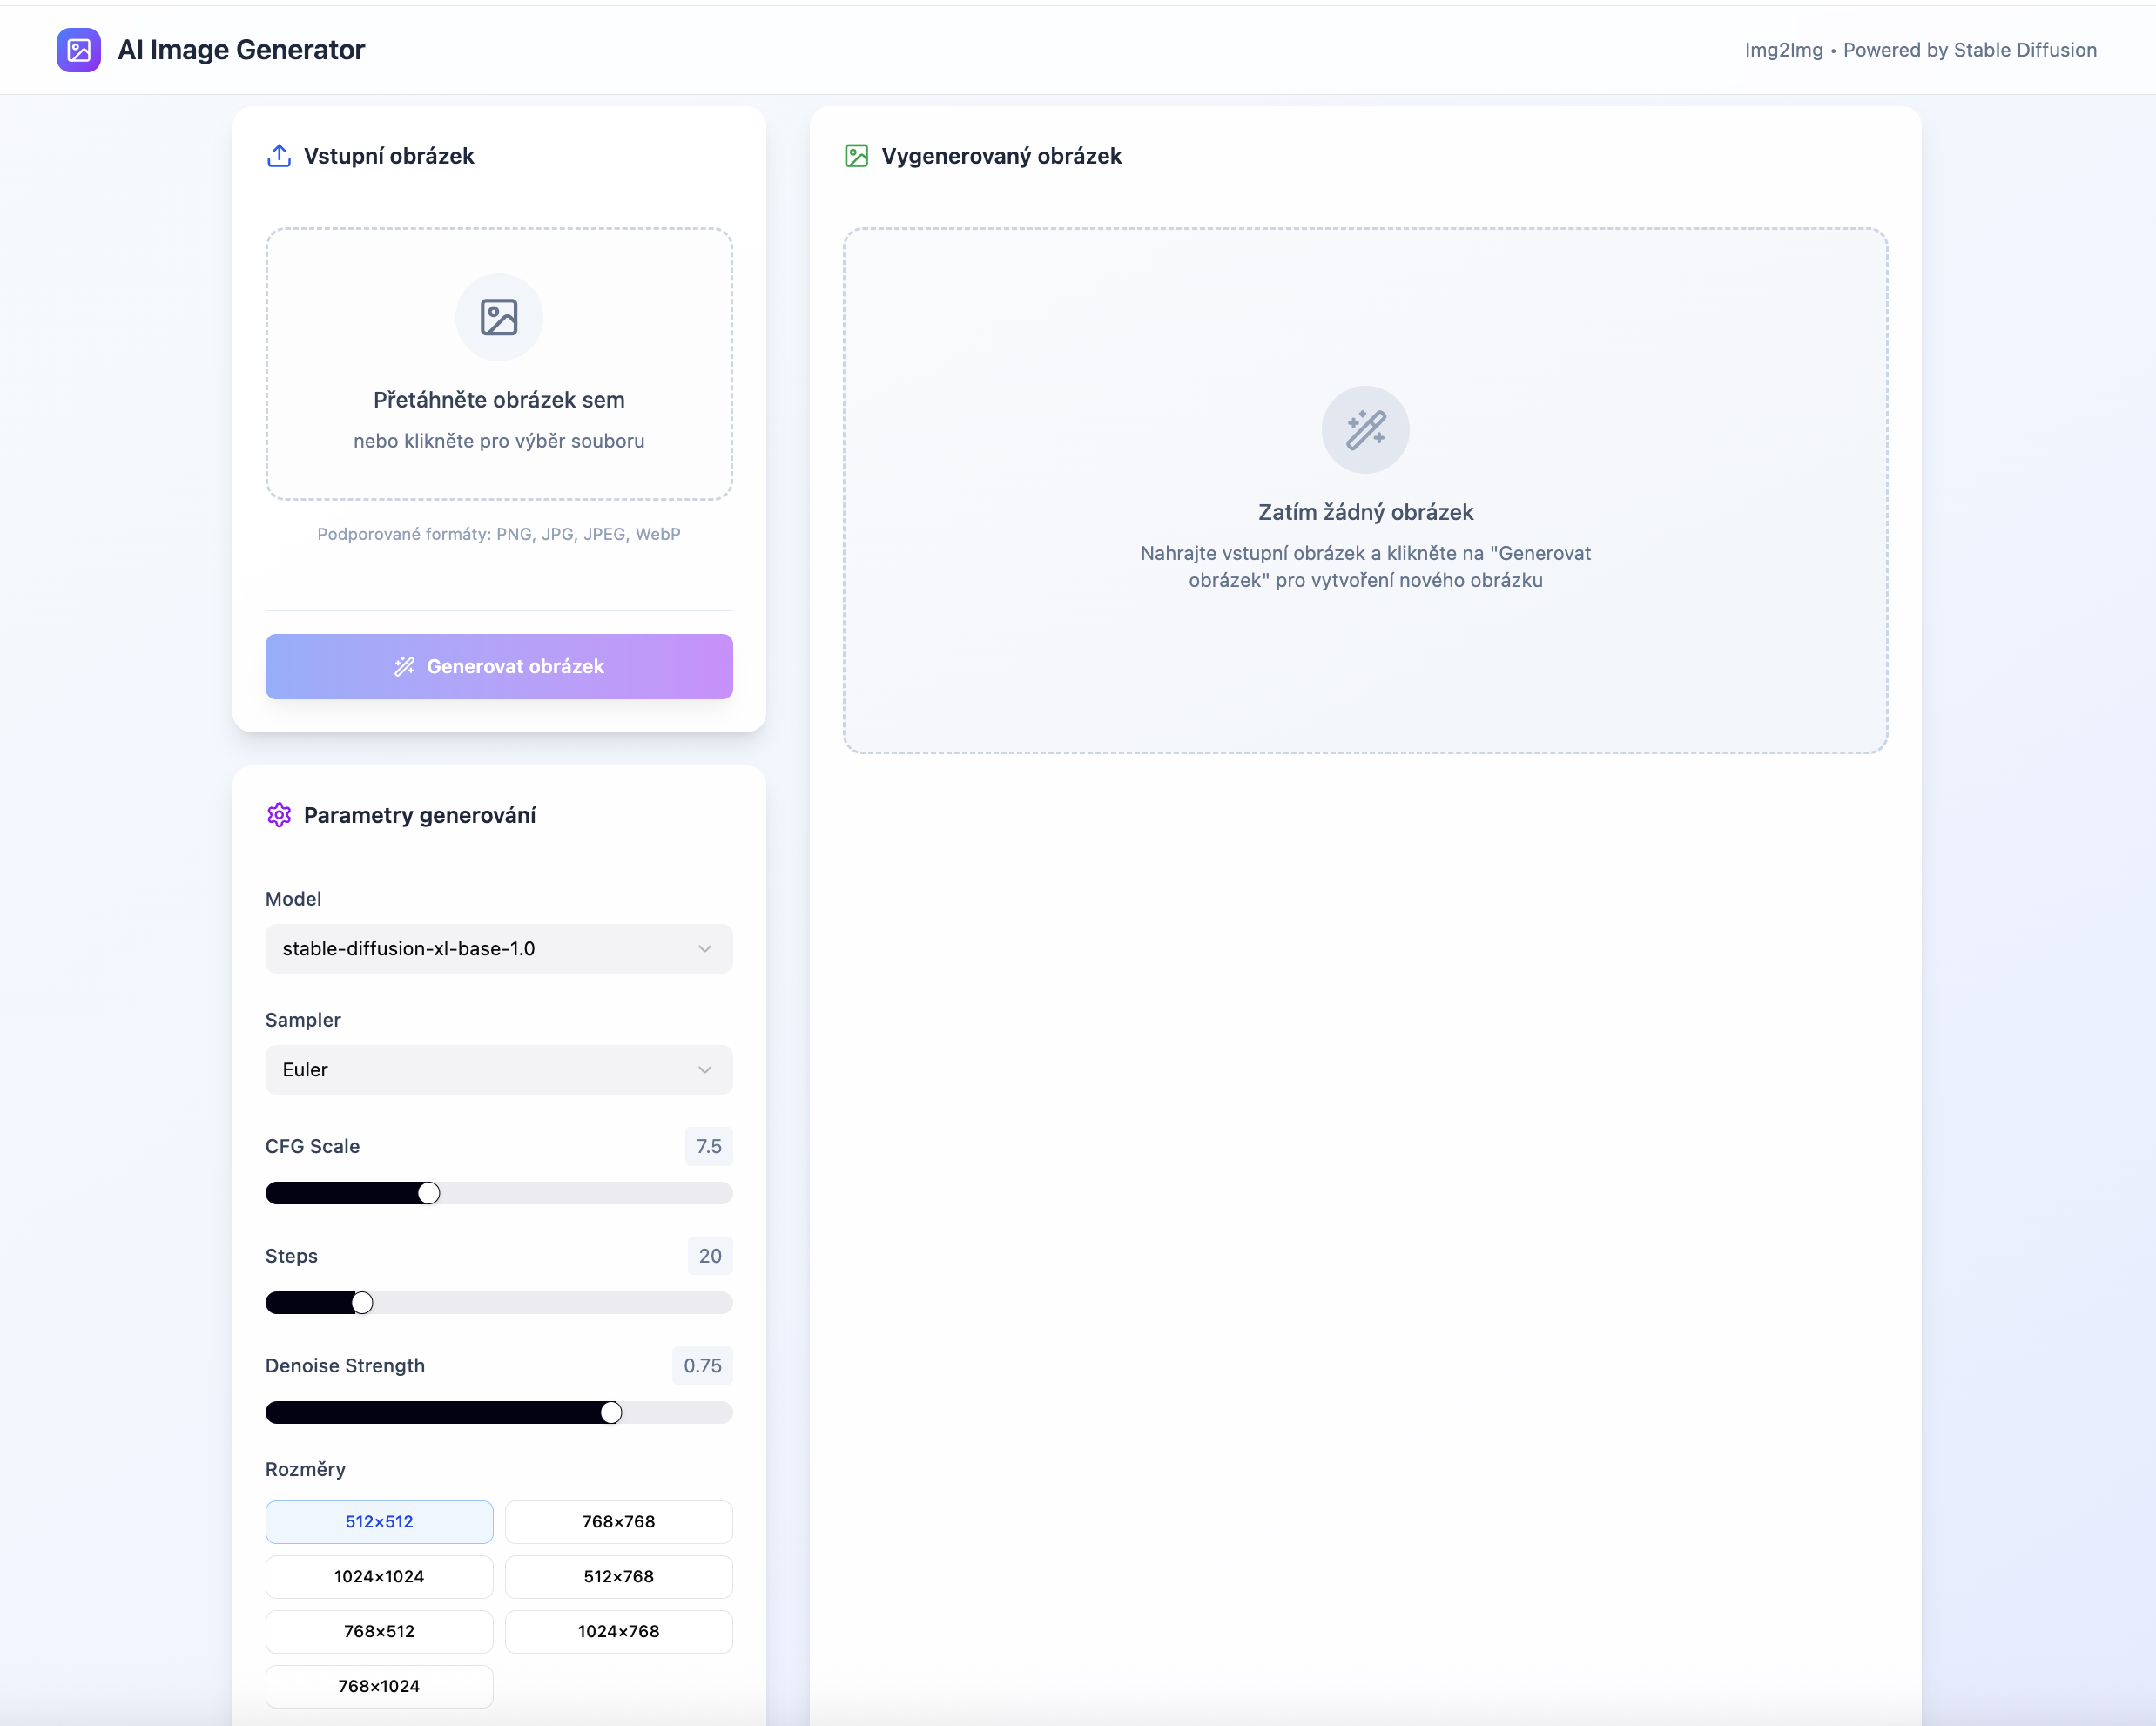 AI Image Generator
Img2Img • Powered by Stable Diffusion
Vstupní obrázek
Přetáhněte obrázek sem
nebo klikněte pro výběr souboru
Podporované formáty: PNG, JPG, JPEG, WebP
Generovat obrázek
Parametry generování
Model
stable-diffusion-xl-base-1.0
Sampler
Euler
CFG Scale 7.5
Steps 20
Denoise Strength 0.75
Rozměry
512×512 768×768
1024×1024 512×768
768×512 1024×768
768×1024
Vygenerovaný obrázek
Zatím žádný obrázek
Nahrajte vstupní obrázek a klikněte na "Generovat
obrázek" pro vytvoření nového obrázku